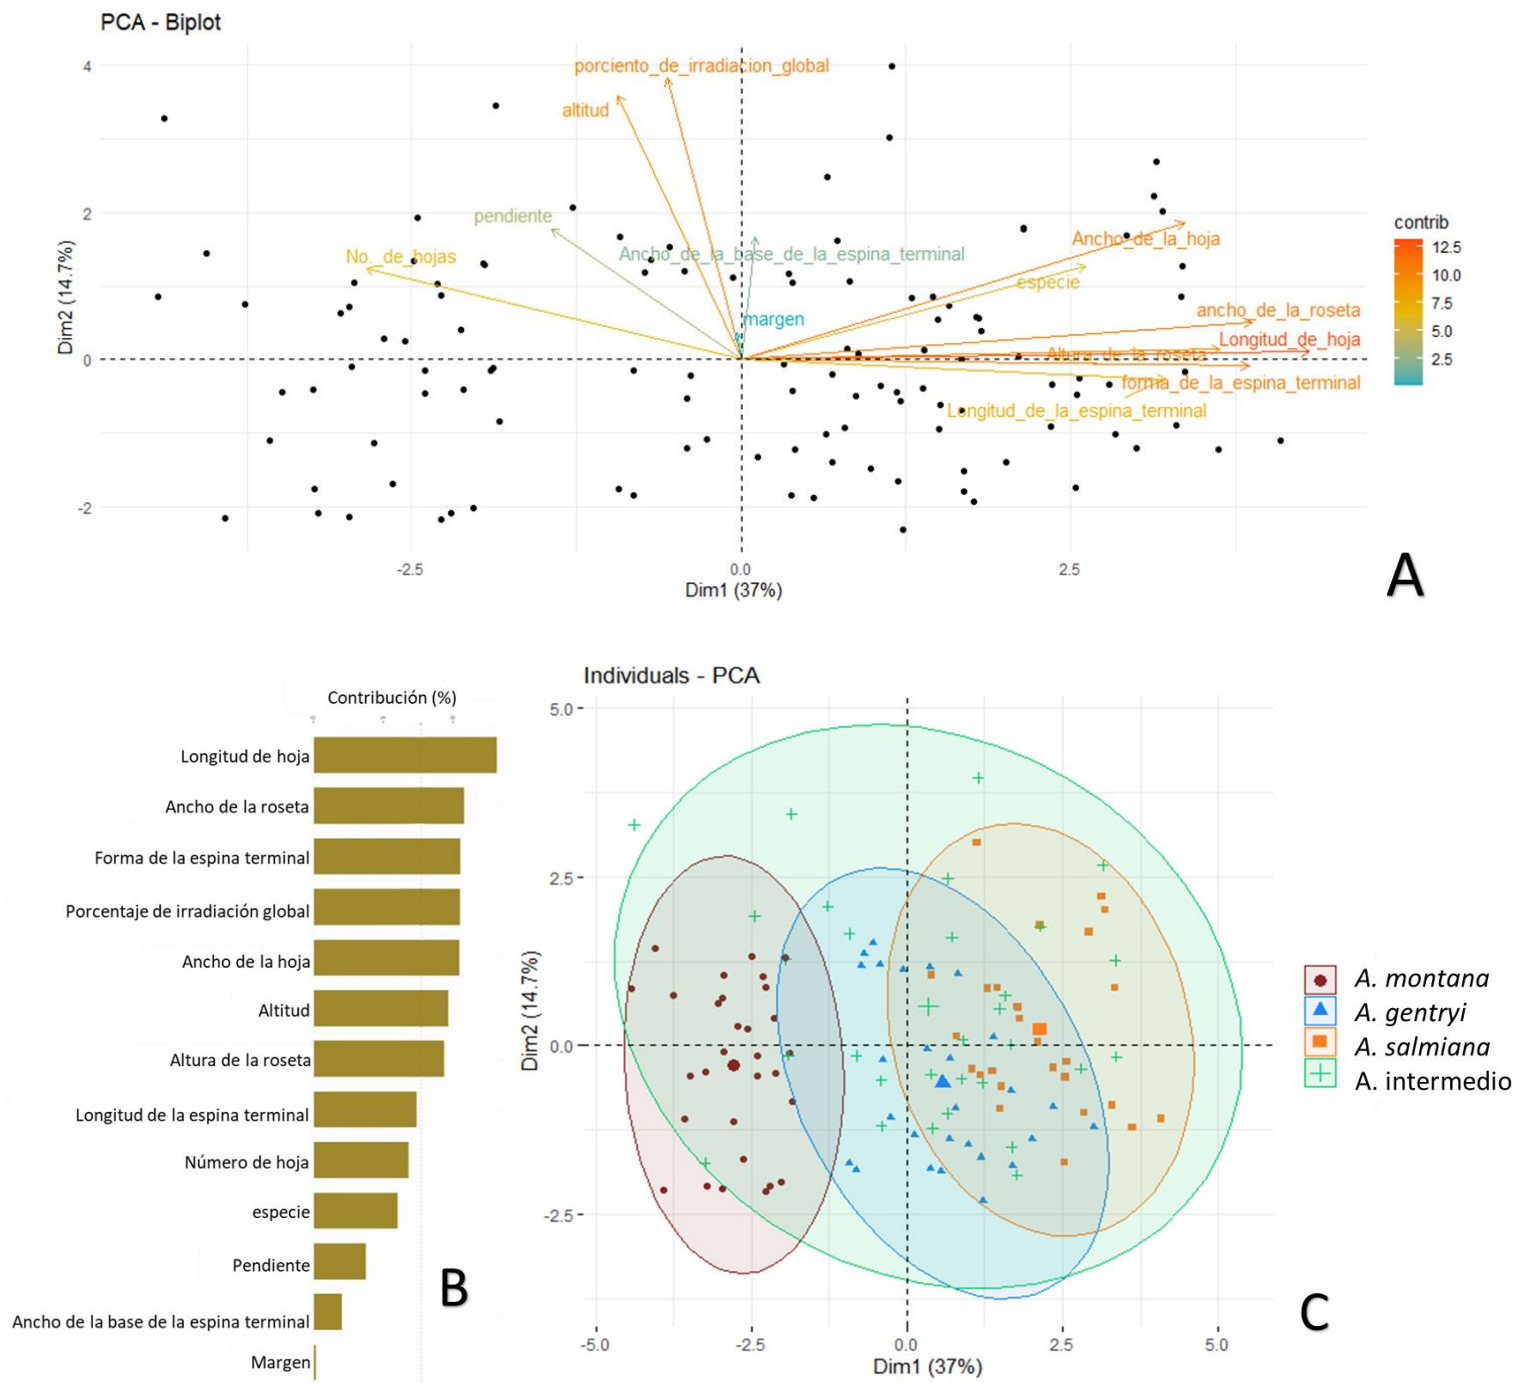 PCA - Biplot
porciento_de_irradiacion_global
altitud
pendiente
No._de_hojas
Ancho_de_la_base_de_la_espina_terminal
margen
Ancho_de_la_hoja
especie
ancho_de_la_roseta
Longitud_de_hoja
Altura_de_la_roseta
forma_de_la_espina_terminal
Longitud_de_la_espina_terminal
4
2
0
-2
Dim2 (14.7%)
-2.5
0.0
2.5
Dim1 (37%)
contrib
12.5
10.0
7.5
5.0
2.5
A
Contribución (%)
Longitud de hoja
Ancho de la roseta
Forma de la espina terminal
Porcentaje de irradiación global
Ancho de la hoja
Altitud
Altura de la roseta
Longitud de la espina terminal
Número de hoja
especie
Pendiente
Ancho de la base de la espina terminal
Margen
B
Individuals - PCA
5.0
2.5
0.0
-2.5
Dim2 (14.7%)
-5.0
-2.5
0.0
2.5
5.0
Dim1 (37%)
A. montana
A. gentryi
A. salmiana
A. intermedio
C